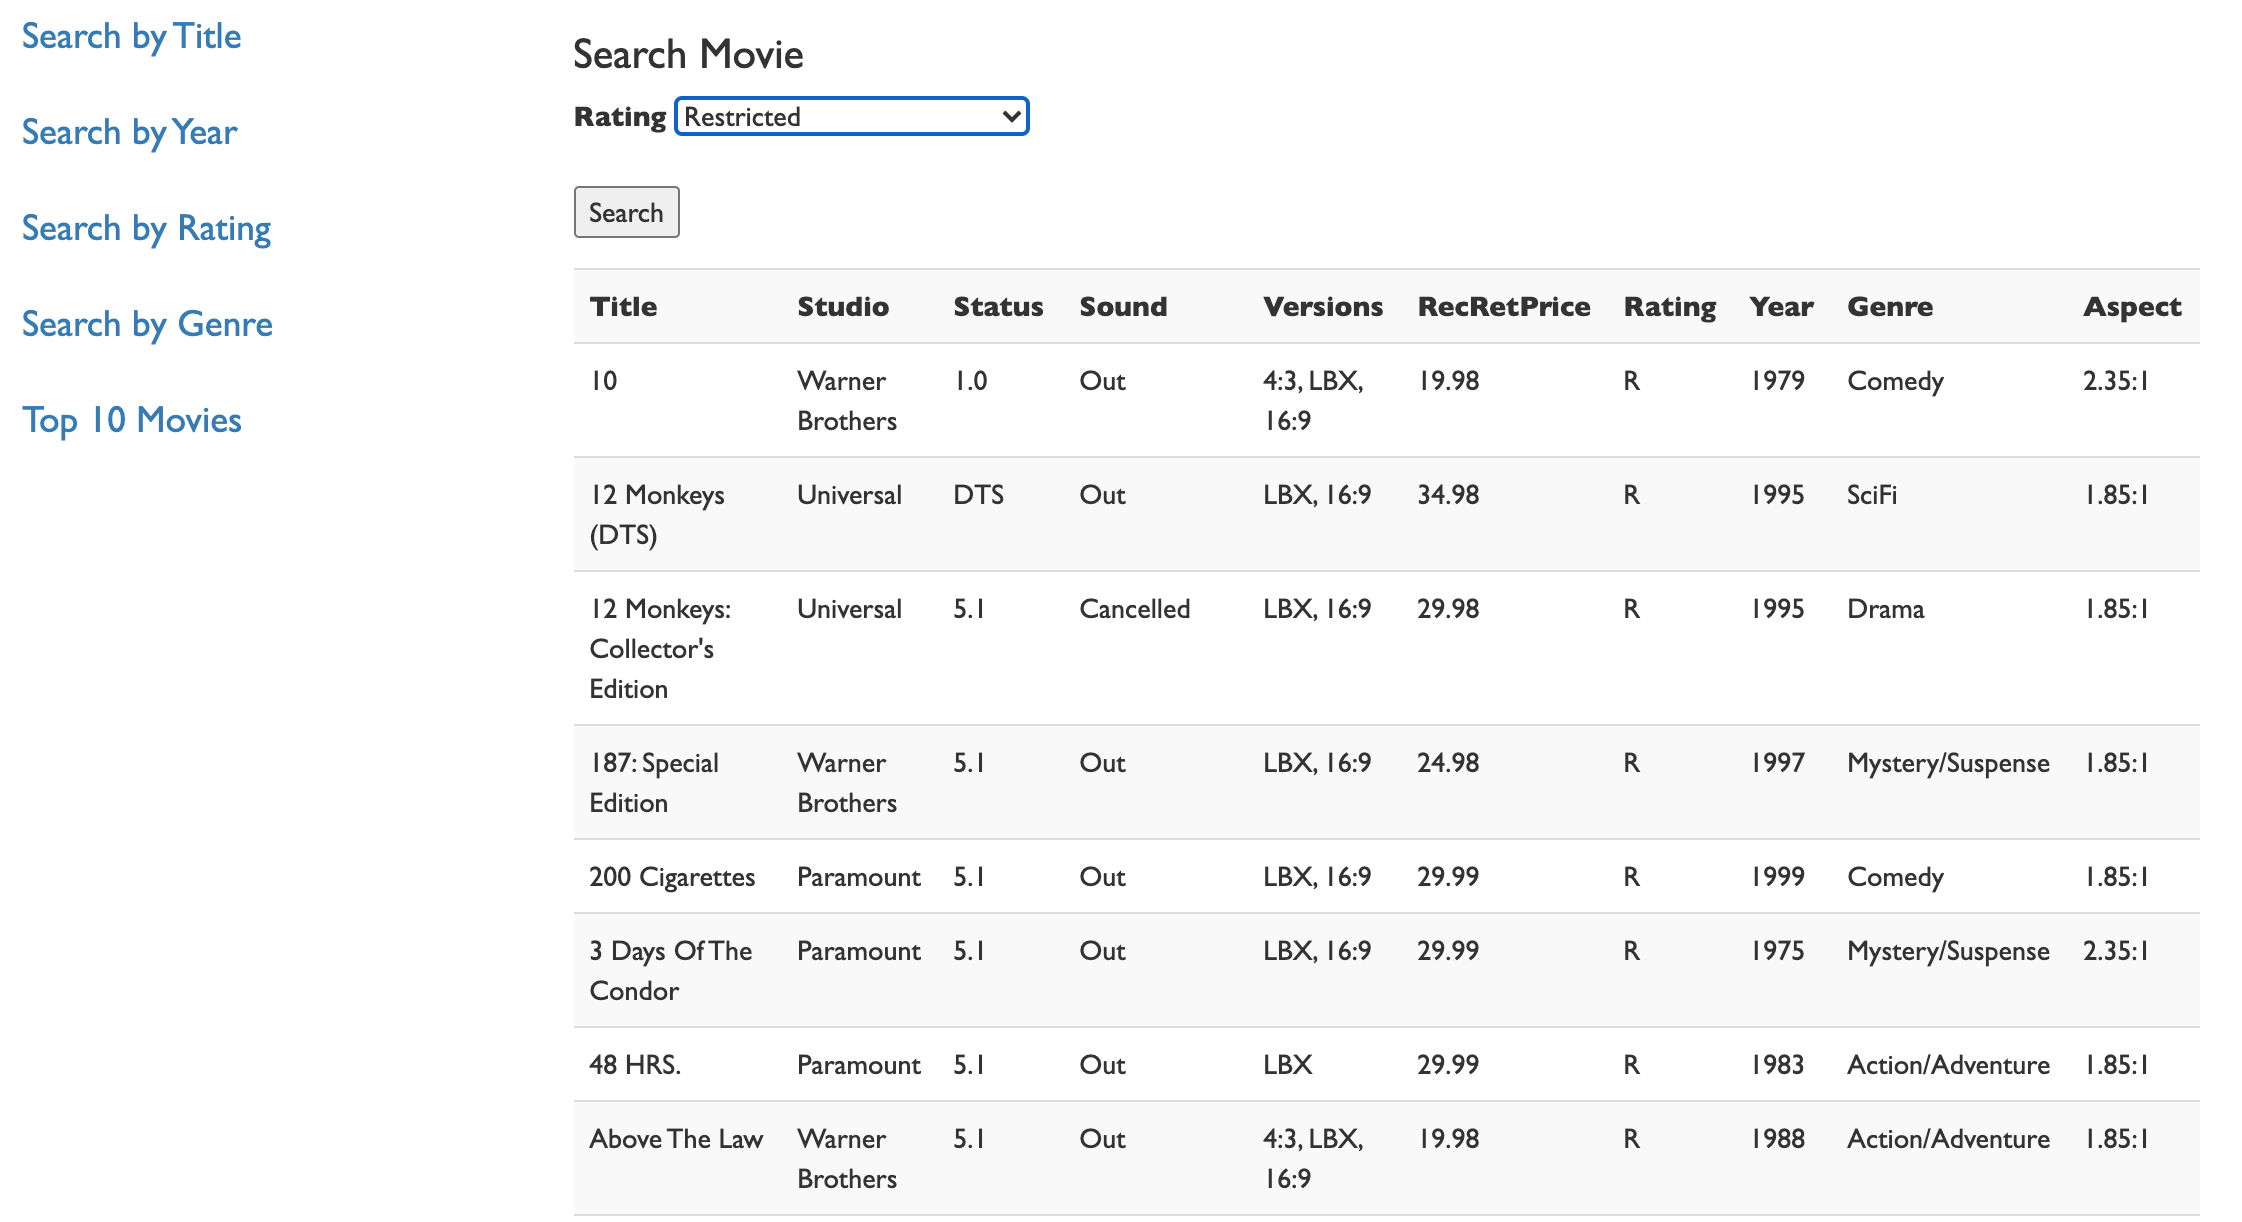 Search by Title
Search by Year
Search by Rating
Search by Genre
Top 10 Movies
Search Movie
Rating Restricted
Search
Title Studio Status Sound Versions RecRetPrice Rating Year Genre Aspect
10 Warner 1.0 Out 4:3, LBX, 19.98 R 1979 Comedy 2.35:1
Brothers 16:9
12 Monkeys Universal DTS Out LBX, 16:9 34.98 R 1995 SciFi 1.85:1
(DTS)
12 Monkeys: Universal 5.1 Cancelled LBX, 16:9 29.98 R 1995 Drama 1.85:1
Collector's
Edition
187: Special Warner 5.1 Out LBX, 16:9 24.98 R 1997 Mystery/Suspense 1.85:1
Edition Brothers
200 Cigarettes Paramount 5.1 Out LBX, 16:9 29.99 R 1999 Comedy 1.85:1
3 Days Of The Paramount 5.1 Out LBX, 16:9 29.99 R 1975 Mystery/Suspense 2.35:1
Condor
48 HRS. Paramount 5.1 Out LBX 29.99 R 1983 Action/Adventure 1.85:1
Above The Law Warner 5.1 Out 4:3, LBX, 19.98 R 1988 Action/Adventure 1.85:1
Brothers 16:9